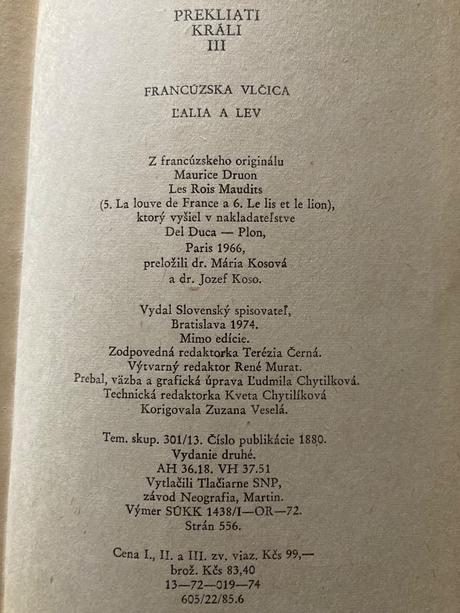 PREKLIATI
KRÁLI
III
FRANCÚZSKA VLČICA
ĽALIA A LEV
Z francúzskeho originálu
Maurice Druon
Les Rois Maudits
(5. La louve de France a 6. Le lis et le lion),
ktorý vyšiel v nakladateľstve
Del Duca — Plon,
Paris 1966,
preložili dr. Mária Kosová
a dr. Jozef Koso.
Vydal Slovenský spisovateľ,
Bratislava 1974.
Mimo edície.
Zodpovedná redaktorka Terézia Černá.
Výtvarný redaktor René Murat.
Prebal, väzba a grafická úprava Ľudmila Chytilková.
Technická redaktorka Kveta Chytilíková
Korigovala Zuzana Veselá.
Tem. skup. 301/13. Číslo publikácie 1880.
Vydanie druhé.
AH 36.18. VH 37.51
Vytlačili Tlačiarne SNP,
závod Neografia, Martin.
Výmer SÚKK 1438/I—OR—72.
Strán 556.
Cena I., II. a III. zv. viaz. Kčs 99,—
brož. Kčs 83,40
13—72—019—74
605/22/85.6